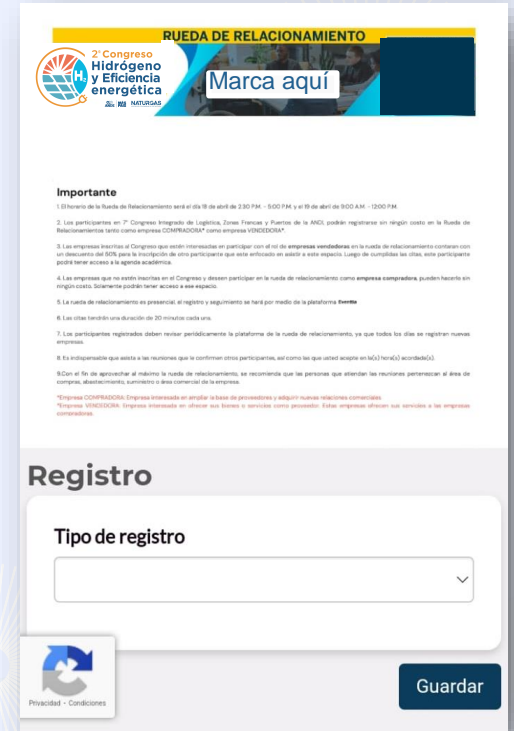 RUEDA DE RELACIONAMIENTO
2° Congreso
Hidrógeno
y Eficiencia
energética
NATURGAS
Marca aquí
Importante
1. El horario de la Rueda de Relacionamiento será el día 18 de abril de 2:30 P.M. - 5:00 P.M. y el 19 de abril de 9:00 A.M. - 12:00 P.M.
2. Los participantes en 7° Congreso Integrado de Logística, Zonas Francas y Puertos de la ANDI, podrán registrarse sin ningún costo en la Rueda de
Relacionamientos tanto como empresa COMPRADORA* como empresa VENDEDORA*.
3. Las empresas inscritas al Congreso que estén interesadas en participar con el rol de empresas vendedoras en la rueda de relacionamiento contaran con
un descuento del 50% para la inscripción de otro participante que este enfocado en asistir a este espacio. Luego de cumplidas las citas, este participante
podrá tener acceso a la agenda académica.
4. Las empresas que no estén inscritas en el Congreso y deseen participar en la rueda de relacionamiento como empresa compradora, pueden hacerlo sin
ningún costo. Solamente podrán tener acceso a ese espacio.
5. La rueda de relacionamiento es presencial, el registro y seguimiento se hará por medio de la plataforma Eventtia
6. Las citas tendrán una duración de 20 minutos cada una.
7. Los participantes registrados deben revisar periódicamente la plataforma de la rueda de relacionamiento, ya que todos los días se registran nuevas
empresas.
8. Es indispensable que asista a las reuniones que le confirmen otros participantes, así como las que usted acepte en la(s) hora(s) acordada(s).
9.Con el fin de aprovechar al máximo la rueda de relacionamiento, se recomienda que las personas que atiendan las reuniones pertenezcan al área de
compras, abastecimiento, suministro o área comercial de la empresa.
*Empresa COMPRADORA: Empresa interesada en ampliar la base de proveedores y adquirir nuevas relaciones comerciales
*Empresa VENDEDORA: Empresa interesada en ofrecer sus bienes o servicios como proveedor. Estas empresas ofrecen sus servicios a las empresas
compradoras.
Registro
Tipo de registro
Privacidad - Condiciones
Guardar